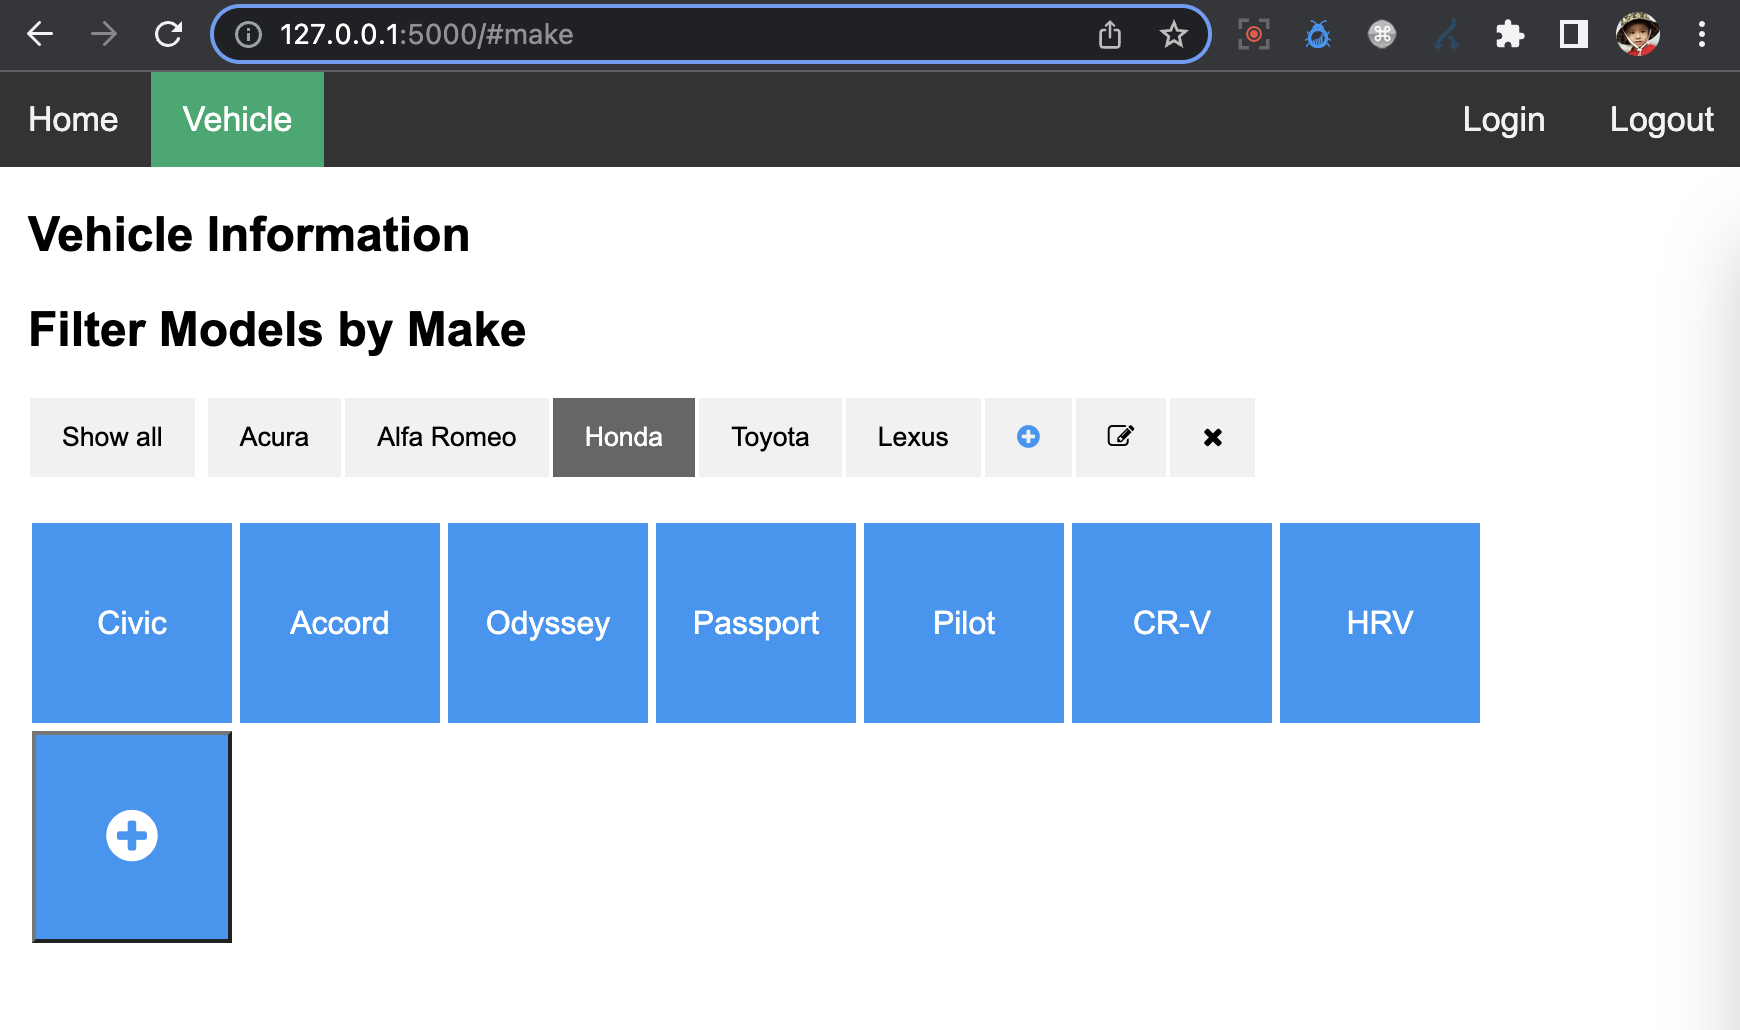 127.0.0.1:5000/#make
Home Vehicle Login Logout
Vehicle Information
Filter Models by Make
Show all Acura Alfa Romeo Honda Toyota Lexus
Civic Accord Odyssey Passport Pilot CR-V HRV